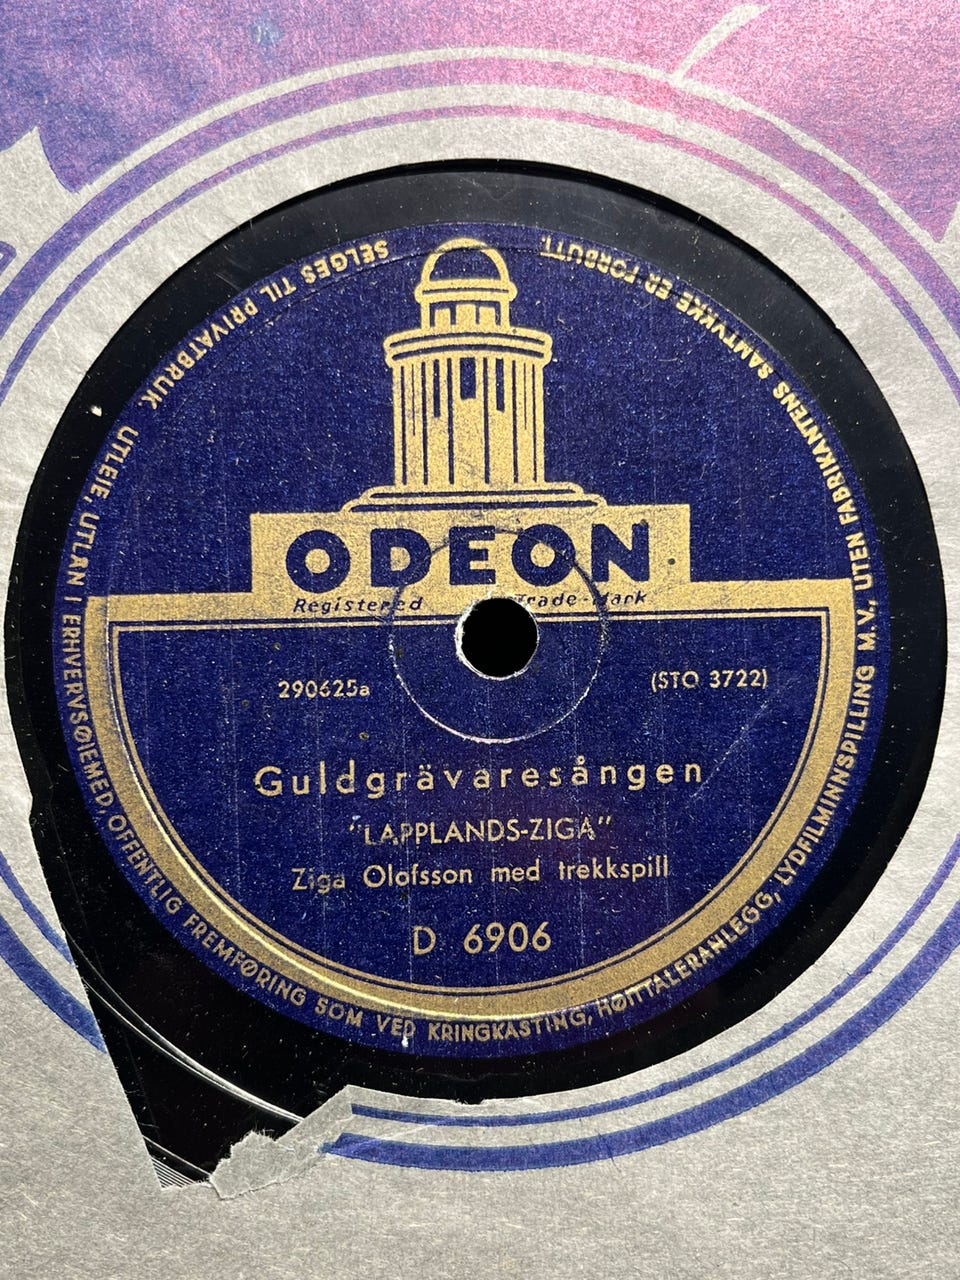 ODEON
Registered Trade-Mark
290625a
(STO 3722)
Guldgrävaresången
"LAPPLANDS-ZIGA"
Ziga Olofsson med trekkspill
D 6906
SELGES TIL PRIVATBRUK. UTLEIE, UTLÅN I ERHVERVSØIEMED, OFFENTLIG FREMFØRING SOM VED KRINGKASTING, HØITTALERANLEGG, LYDFILMINNSPILLING M.V., UTEN FABRIKANTENS SAMTYKKE ER FORBUTT.